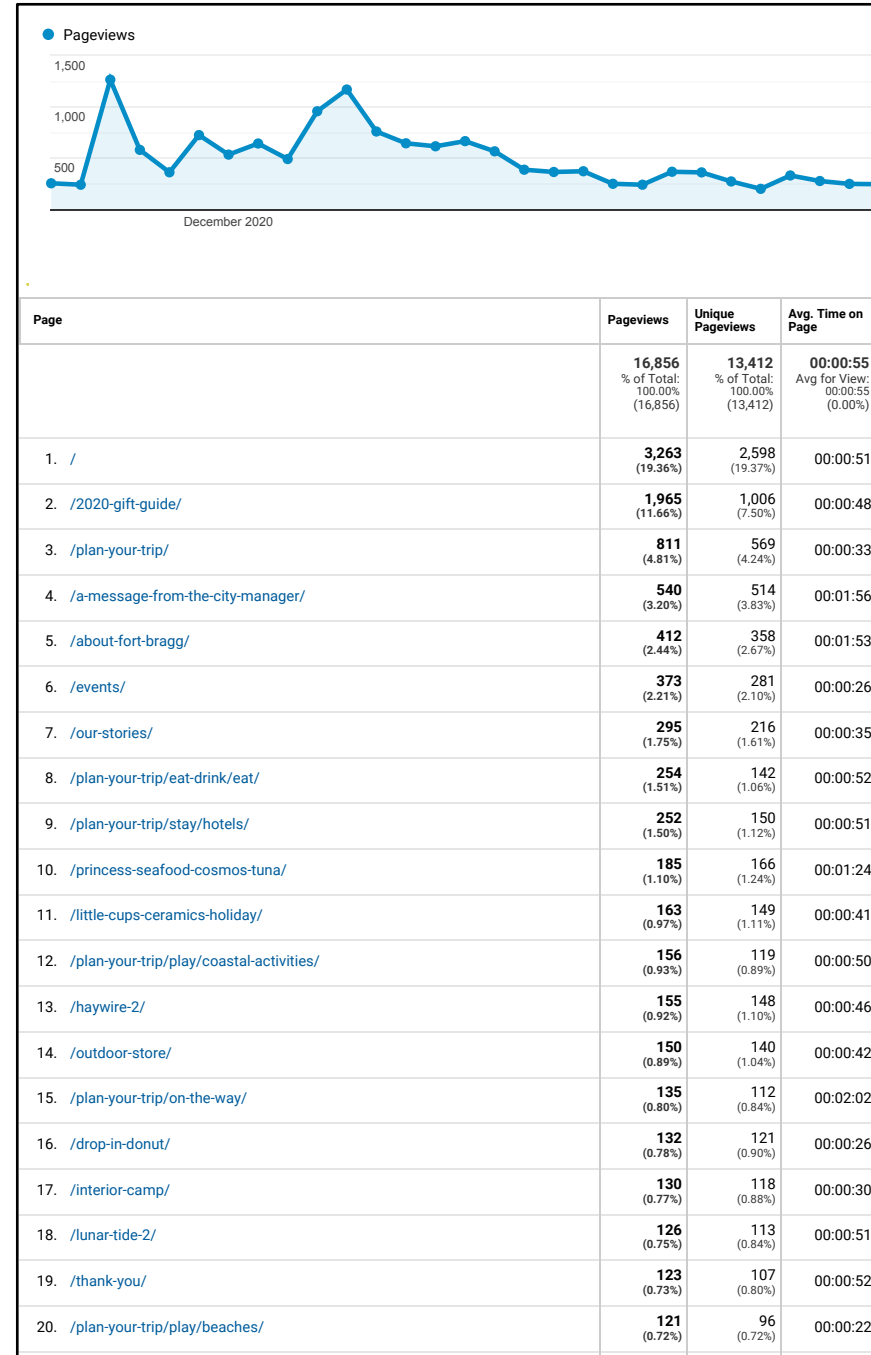 Pageviews
1,500
1,000
500
December 2020
Page Pageviews Unique Pageviews Avg. Time on Page
16,856 13,412 00:00:55
% of Total: % of Total: Avg for View:
100.00% 100.00% 00:00:55
(16,856) (13,412) (0.00%)
1. / 3,263 2,598 00:00:51
(19.36%) (19.37%)
2. /2020-gift-guide/ 1,965 1,006 00:00:48
(11.66%) (7.50%)
3. /plan-your-trip/ 811 569 00:00:33
(4.81%) (4.24%)
4. /a-message-from-the-city-manager/ 540 514 00:01:56
(3.20%) (3.83%)
5. /about-fort-bragg/ 412 358 00:01:53
(2.44%) (2.67%)
6. /events/ 373 281 00:00:26
(2.21%) (2.10%)
7. /our-stories/ 295 216 00:00:35
(1.75%) (1.61%)
8. /plan-your-trip/eat-drink/eat/ 254 142 00:00:52
(1.51%) (1.06%)
9. /plan-your-trip/stay/hotels/ 252 150 00:00:51
(1.50%) (1.12%)
10. /princess-seafood-cosmos-tuna/ 185 166 00:01:24
(1.10%) (1.24%)
11. /little-cups-ceramics-holiday/ 163 149 00:00:41
(0.97%) (1.11%)
12. /plan-your-trip/play/coastal-activities/ 156 119 00:00:50
(0.93%) (0.89%)
13. /haywire-2/ 155 148 00:00:46
(0.92%) (1.10%)
14. /outdoor-store/ 150 140 00:00:42
(0.89%) (1.04%)
15. /plan-your-trip/on-the-way/ 135 112 00:02:02
(0.80%) (0.84%)
16. /drop-in-donut/ 132 121 00:00:26
(0.78%) (0.90%)
17. /interior-camp/ 130 118 00:00:30
(0.77%) (0.88%)
18. /lunar-tide-2/ 126 113 00:00:51
(0.75%) (0.84%)
19. /thank-you/ 123 107 00:00:52
(0.73%) (0.80%)
20. /plan-your-trip/play/beaches/ 121 96 00:00:22
(0.72%) (0.72%)